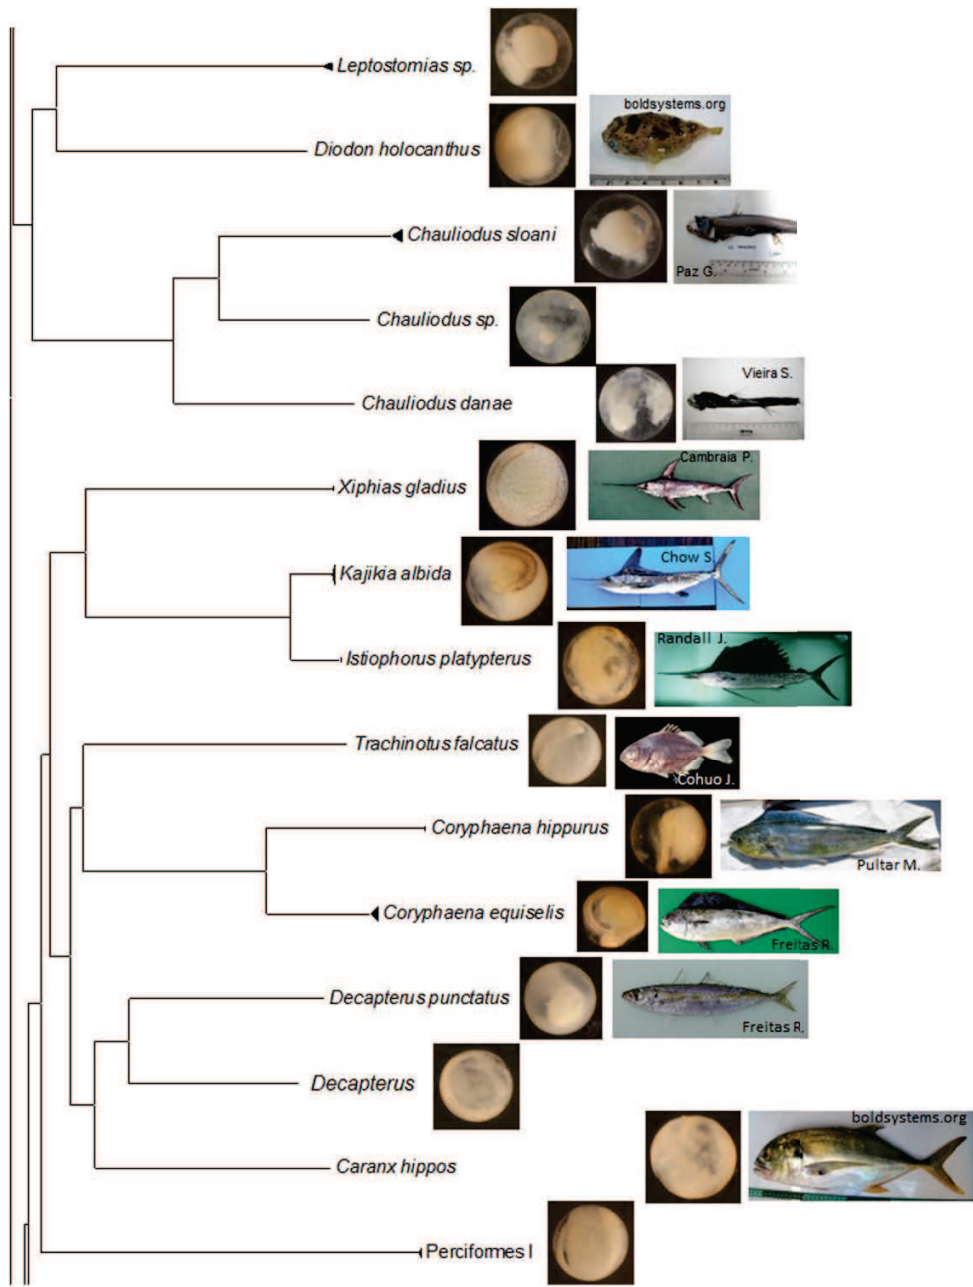 Leptostomias sp.
boldsystems.org
Diodon holocanthus
Chauliodus sloani
Paz G.
Chauliodus sp.
Vieira S.
Chauliodus danae
Cambraia P.
Xiphias gladius
Chow S.
Kajikia albida
Randall J.
Istiophorus platypterus
Trachinotus falcatus
Cohuo J.
Coryphaena hippurus
Pultar M.
Coryphaena equiselis
Freitas R.
Decapterus punctatus
Freitas R.
Decapterus
boldsystems.org
Caranx hippos
Perciformes I